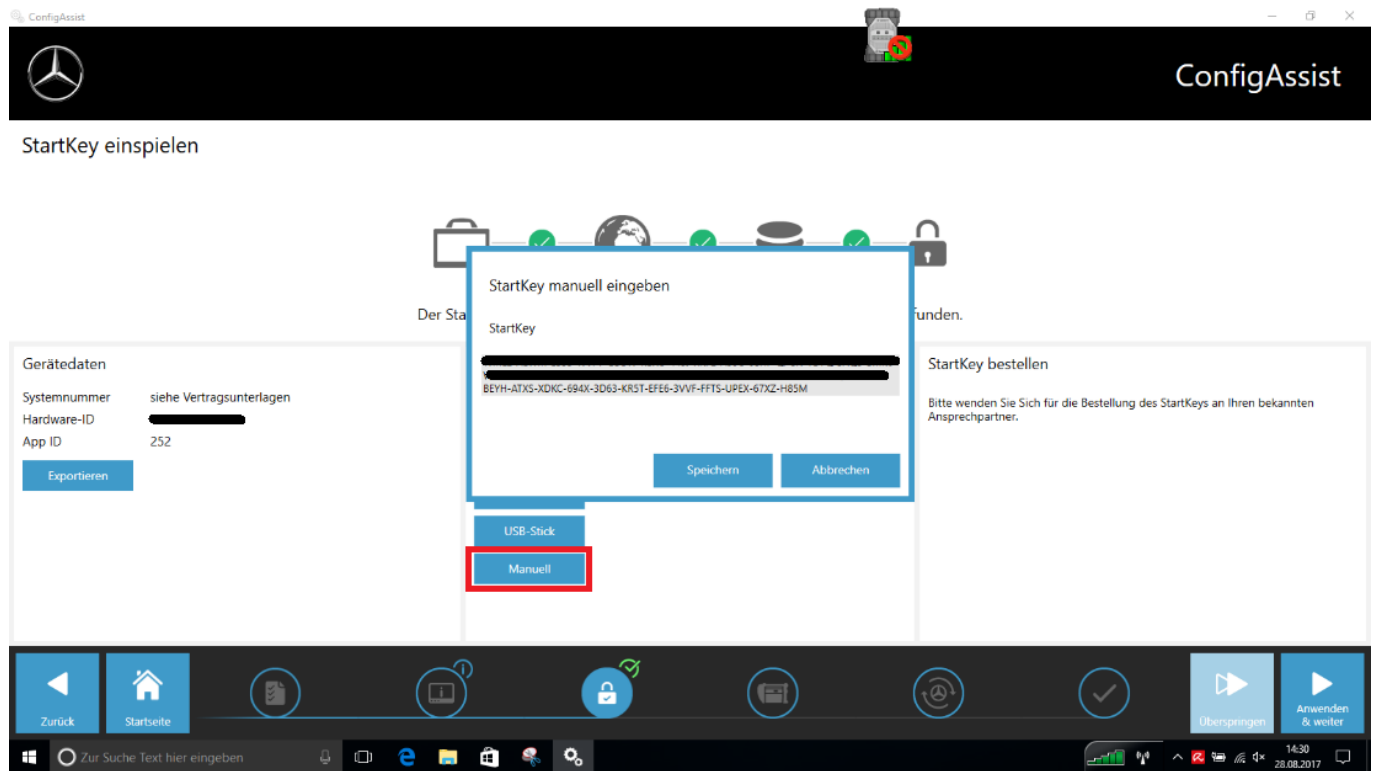 ConfigAssist
ConfigAssist
StartKey einspielen
Der Sta
funden.
StartKey manuell eingeben
StartKey
BEYH-ATXS-XDKC-694X-3D63-KR5T-EFE6-3VVF-FFTS-UPEX-67XZ-H85M
Speichern
Abbrechen
Gerätedaten
Systemnummer siehe Vertragsunterlagen
Hardware-ID
App ID 252
Exportieren
USB-Stick
Manuell
StartKey bestellen
Bitte wenden Sie Sich für die Bestellung des StartKeys an Ihren bekannten
Ansprechpartner.
Zurück
Startseite
Überspringen
Anwenden
& weiter
Zur Suche Text hier eingeben
14:30
28.08.2017